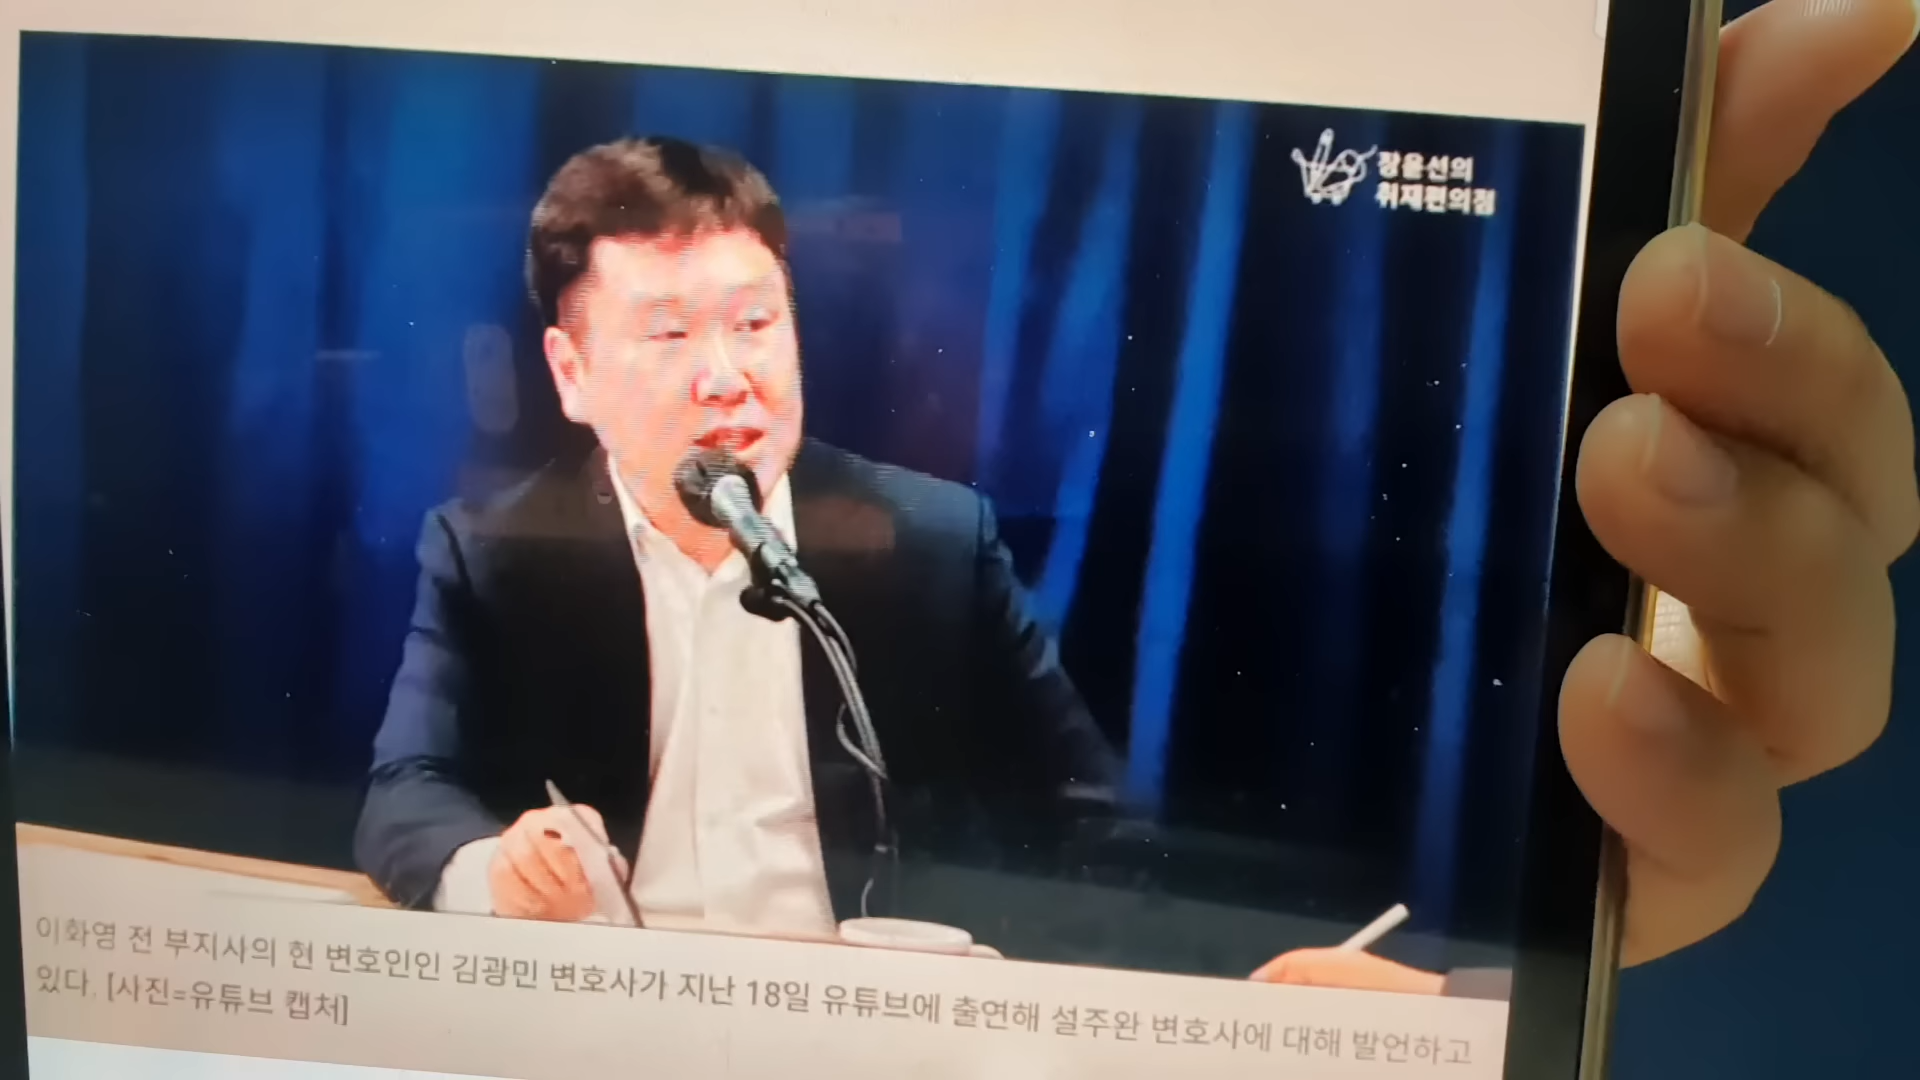 장윤선의
취재편의점
이화영 전 부지사의 현 변호인인 김광민 변호사가 지난 18일 유튜브에 출연해 설주완 변호사에 대해 발언하고
있다. [사진=유튜브 캡처]